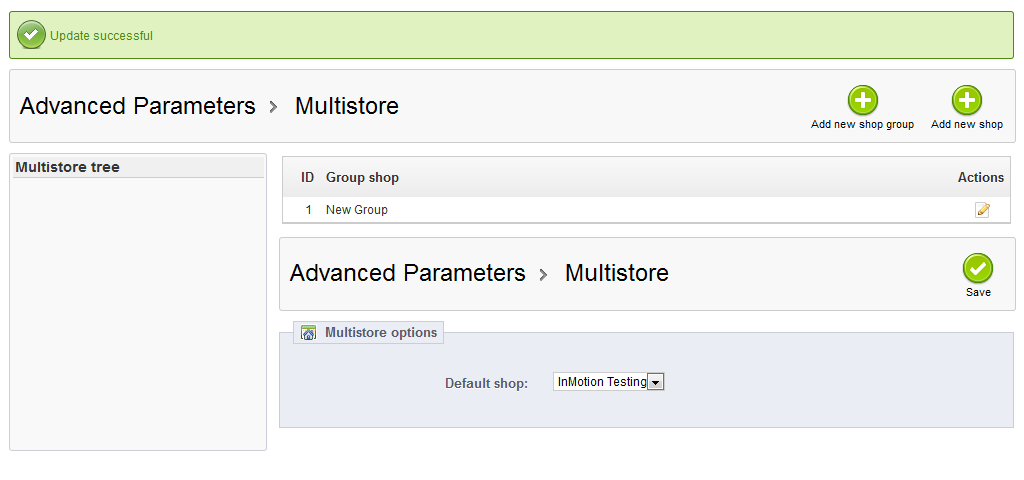 Update successful
Advanced Parameters > Multistore
Add new shop group
Add new shop
Multistore tree
ID Group shop Actions
1 New Group
Advanced Parameters > Multistore
Save
Multistore options
Default shop: InMotion Testing